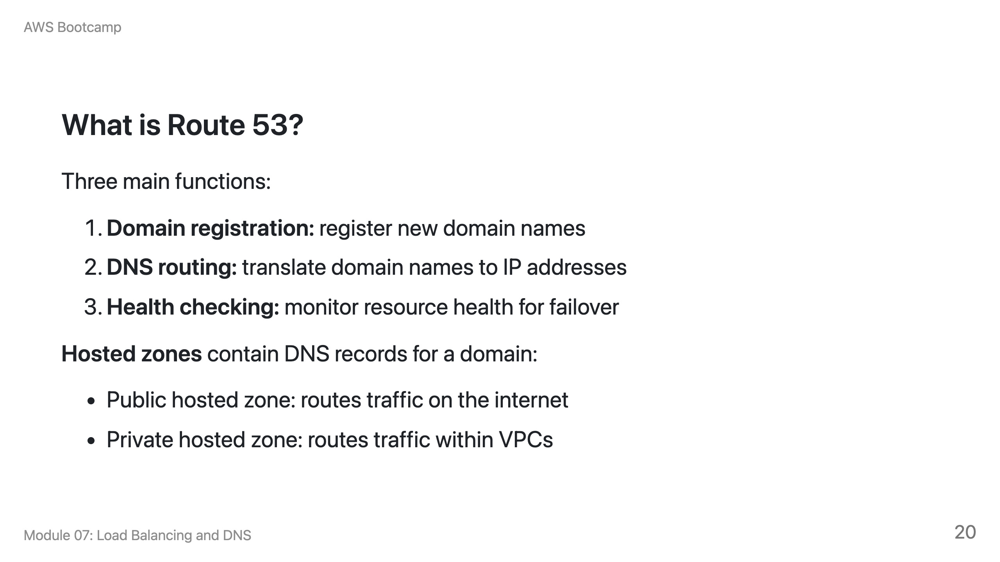 AWS Bootcamp
What is Route 53?
Three main functions:
1. Domain registration: register new domain names
2. DNS routing: translate domain names to IP addresses
3. Health checking: monitor resource health for failover
Hosted zones contain DNS records for a domain:
• Public hosted zone: routes traffic on the internet
• Private hosted zone: routes traffic within VPCs
Module 07: Load Balancing and DNS
20